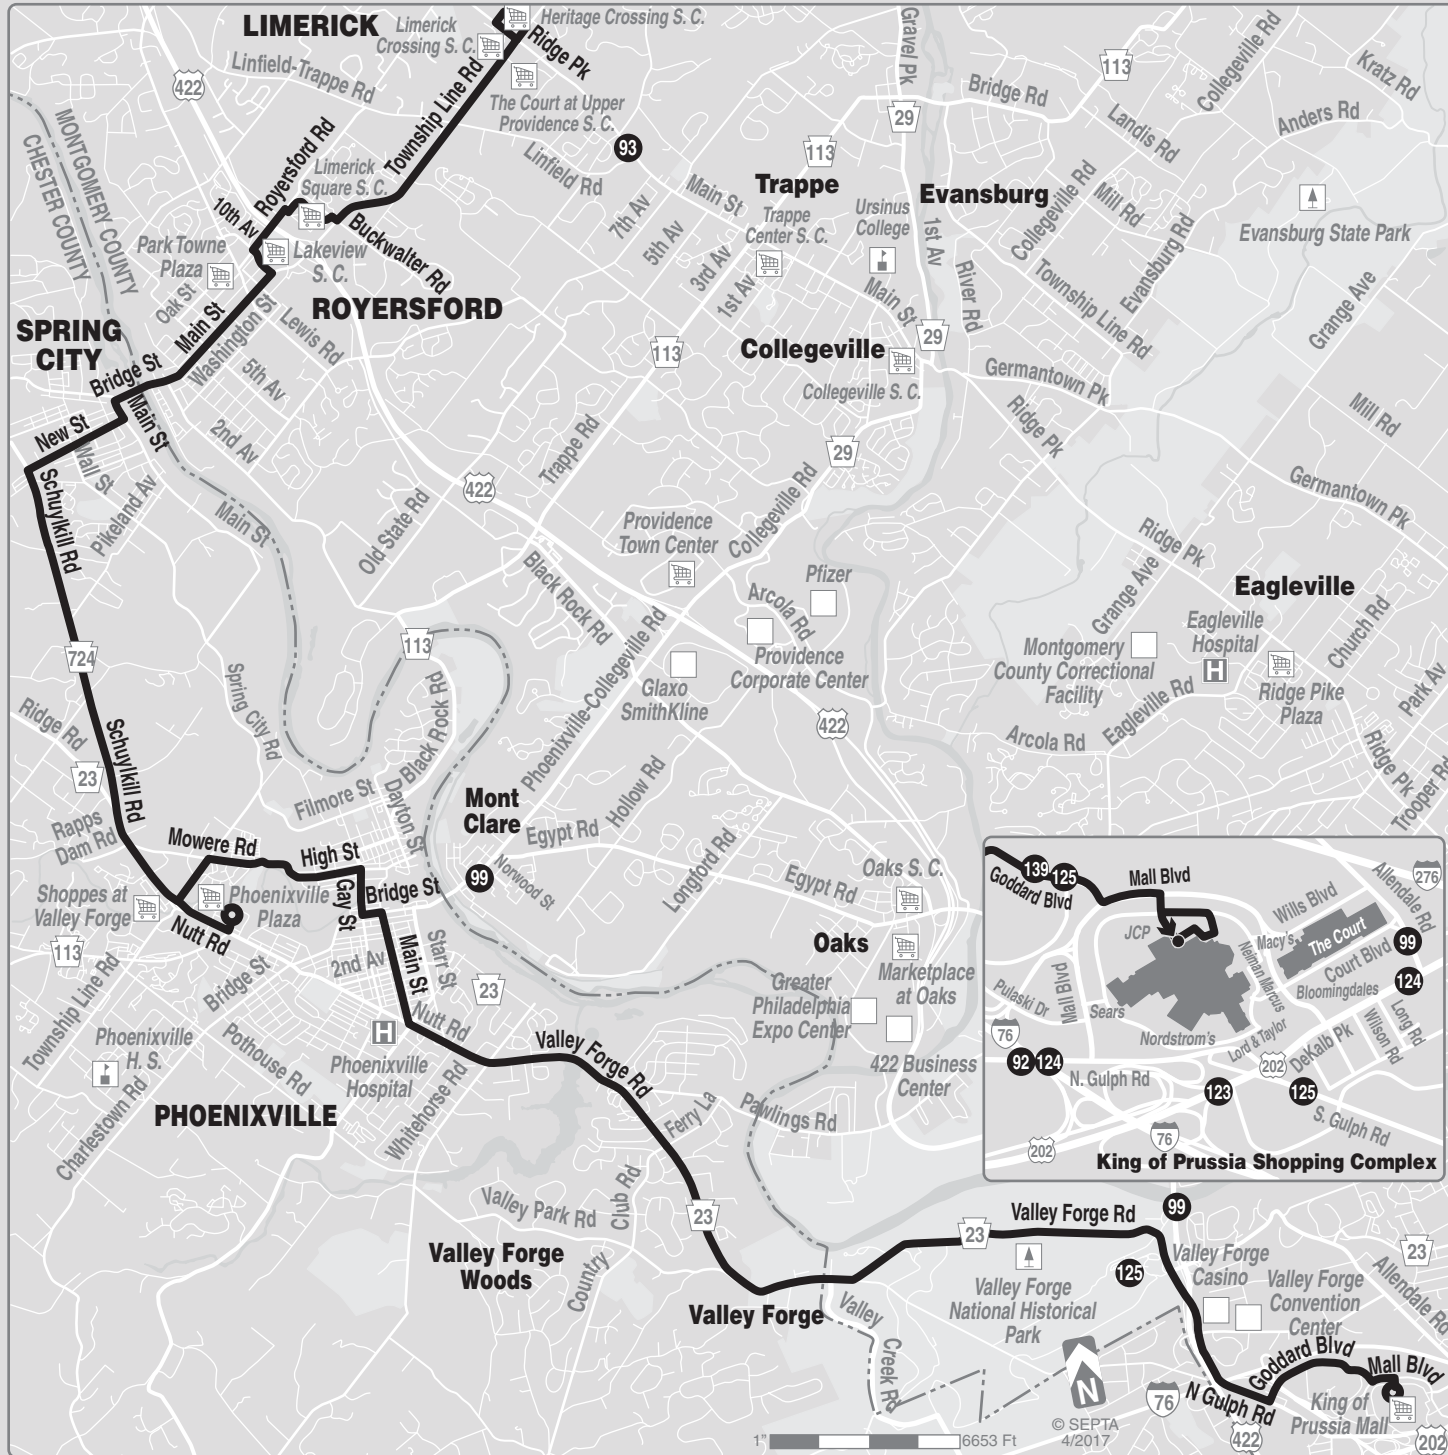 LIMERICK
Limerick
Crossing S. C.
Heritage Crossing S. C.
Ridge Pk
Gravel Pk
113
Collegeville Rd
Kratz Rd
422
Linfield-Trappe Rd
Township Line Rd
The Court at Upper
Providence S. C.
29
Bridge Rd
Landis Rd
Anders Rd
MONTGOMERY COUNTY
CHESTER COUNTY
Royersford Rd
Limerick
Square S. C.
93
Linfield Rd
113
Trappe
Main St
Evansburg
Collegeville Rd
Mill Rd
Evansburg Rd
Evansburg State Park
10th Av
Buckwalter Rd
7th Av
5th Av
3rd Av
1st Av
Trappe
Center S. C.
Ursinus
College
1st Av
River Rd
Township Line Rd
Grange Ave
Park Towne
Plaza
Lakeview
S. C.
Oak St
Main St
Washington St
ROYERSFORD
Lewis Rd
Main St
29
SPRING
CITY
Bridge St
5th Av
113
Collegeville
Collegeville S. C.
Germantown Pk
Ridge Pk
Mill Rd
New St
Main St
Wall St
2nd Av
Trappe Rd
29
Collegeville Rd
Germantown Pk
Schuylkill Rd
Pikeland Av
Main St
Old State Rd
422
Providence
Town Center
Ridge Pk
Black Rock Rd
Pfizer
Arcola Rd
Grange Ave
Eagleville
Eagleville
Hospital
H
Church Rd
724
113
Phoenixville-Collegeville Rd
Glaxo
SmithKline
Providence
Corporate Center
Montgomery
County Correctional
Facility
Eagleville Rd
Ridge Pike
Plaza
Park Av
Spring City Rd
Black Rock Rd
422
Arcola Rd
Ridge Pk
Trooper Rd
Ridge Rd
23
Schuylkill Rd
Filmore St
Dayton St
Mont
Clare
Hollow Rd
Rapps
Dam Rd
Mowere Rd
High St
Egypt Rd
Norwood St
99
Longford Rd
Egypt Rd
Oaks S. C.
Shoppes at
Valley Forge
Phoenixville
Plaza
Gay St
Bridge St
Nutt Rd
113
Township Line Rd
Bridge St
2nd Av
Main St
Starr St
23
Oaks
Marketplace
at Oaks
Greater
Philadelphia
Expo Center
Phoenixville
H. S.
Pothouse Rd
H
Phoenixville
Hospital
Nutt Rd
Valley Forge Rd
422 Business
Center
Charlestown Rd
PHOENIXVILLE
Whitehorse Rd
Ferry La
Pawlings Rd
139
125
Goddard Blvd
Mall Blvd
276
Allendale Rd
Wills Blvd
JCP
Macy's
The Court
Court Blvd
99
Neiman Marcus
Bloomingdales
124
Mall Blvd
Pulaski Dr
Sears
Nordstrom's
Lord & Taylor
Long Rd
Wilson Rd
76
92
124
N. Gulph Rd
202
DeKalb Pk
123
125
S. Gulph Rd
202
76
King of Prussia Shopping Complex
Valley Park Rd
Club Rd
Country
Valley Forge
Woods
23
Valley Forge
Valley
Creek Rd
23
Valley Forge Rd
99
125
Valley Forge
National Historical
Park
Valley Forge
Casino
Valley Forge
Convention
Center
23
Allendale Rd
N
Goddard Blvd
Mall Blvd
76
N Gulph Rd
King of
Prussia Mall
422
202
1"
6653 Ft
© SEPTA
4/2017